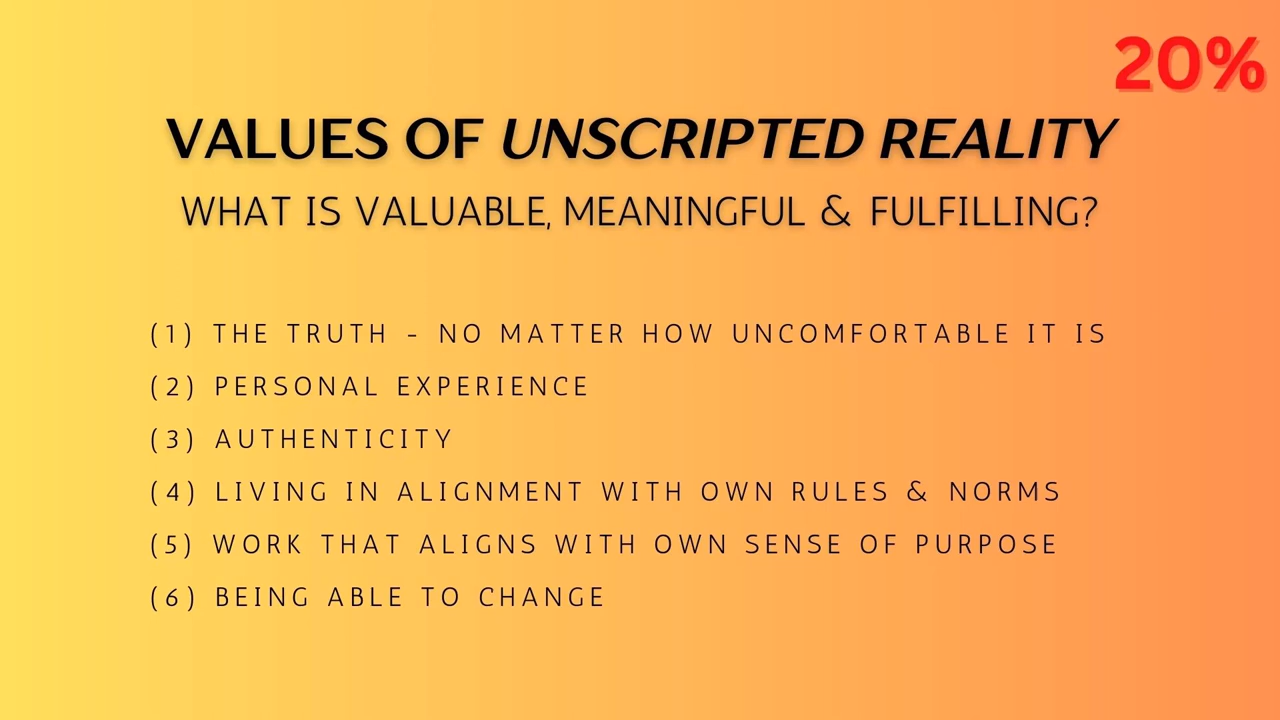 20%
VALUES OF UNSCRIPTED REALITY
WHAT IS VALUABLE, MEANINGFUL & FULFILLING?
(1) THE TRUTH - NO MATTER HOW UNCOMFORTABLE IT IS
(2) PERSONAL EXPERIENCE
(3) AUTHENTICITY
(4) LIVING IN ALIGNMENT WITH OWN RULES & NORMS
(5) WORK THAT ALIGNS WITH OWN SENSE OF PURPOSE
(6) BEING ABLE TO CHANGE